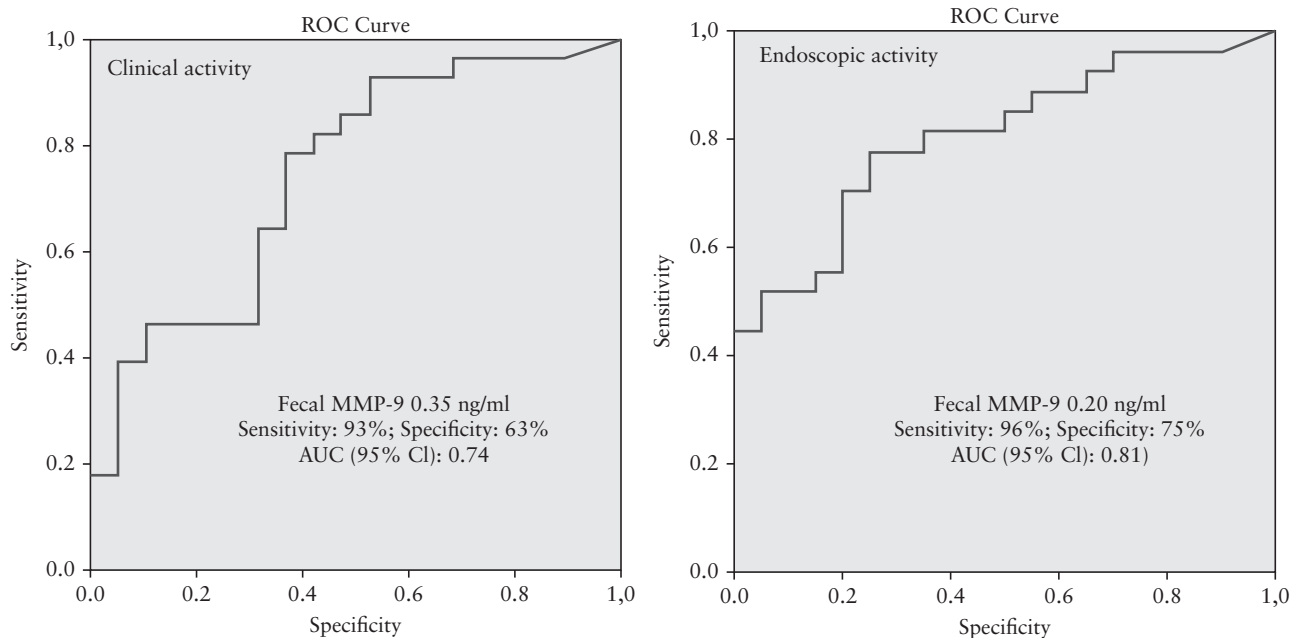 ROC Curve
1,0
Clinical activity
0.8
0.6
Sensitivity
0.4
Fecal MMP-9 0.35 ng/ml
Sensitivity: 93%; Specificity: 63%
AUC (95% Cl): 0.74
0.2
0.0
0.0 0.2 0.4 0.6 0.8 1,0
Specificity
ROC Curve
1,0
Endoscopic activity
0.8
0.6
Sensitivity
0.4
Fecal MMP-9 0.20 ng/ml
Sensitivity: 96%; Specificity: 75%
AUC (95% Cl): 0.81)
0.2
0.0
0.0 0.2 0.4 0.6 0.8 1,0
Specificity